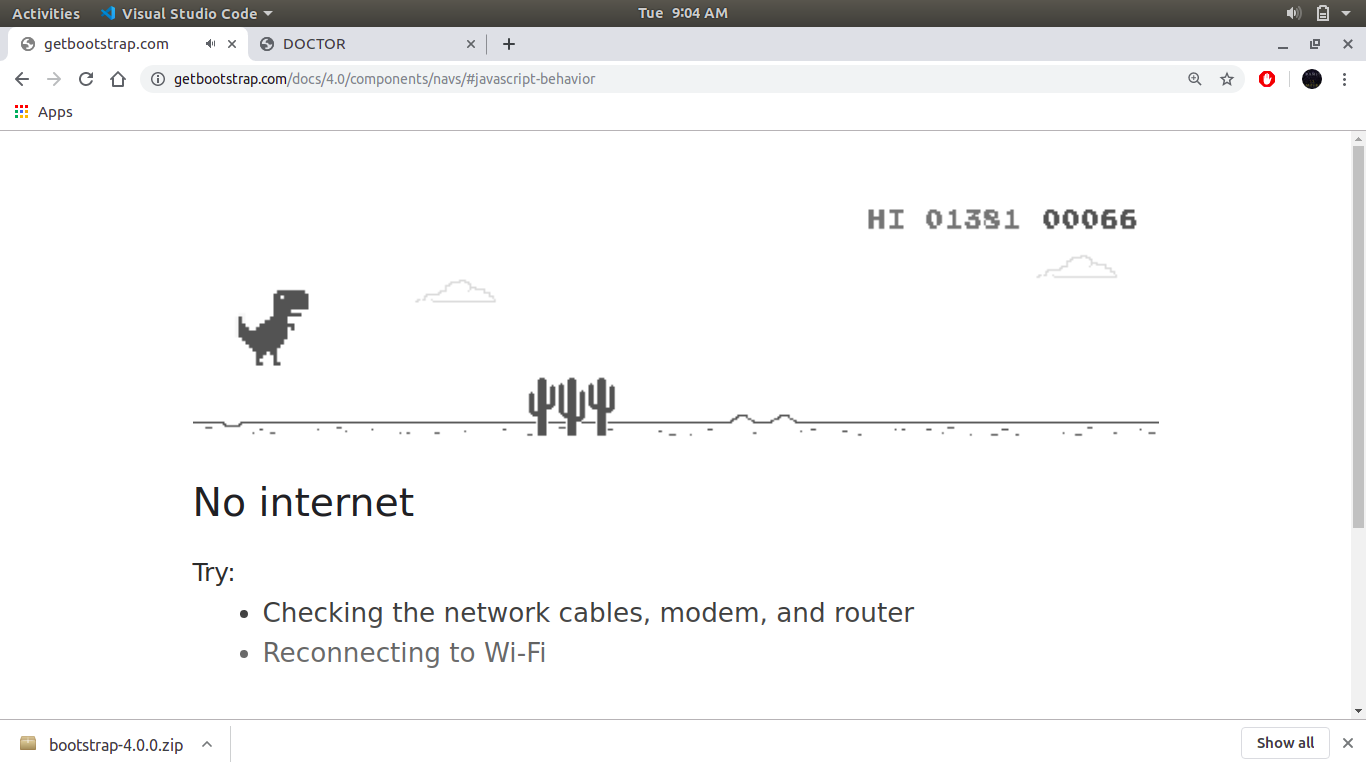 Activities Visual Studio Code Tue 9:04 AM
getbootstrap.com DOCTOR
getbootstrap.com/docs/4.0/components/navs/#javascript-behavior
Apps
HI 01381 00066
No internet
Try:
Checking the network cables, modem, and router
Reconnecting to Wi-Fi
bootstrap-4.0.0.zip Show all